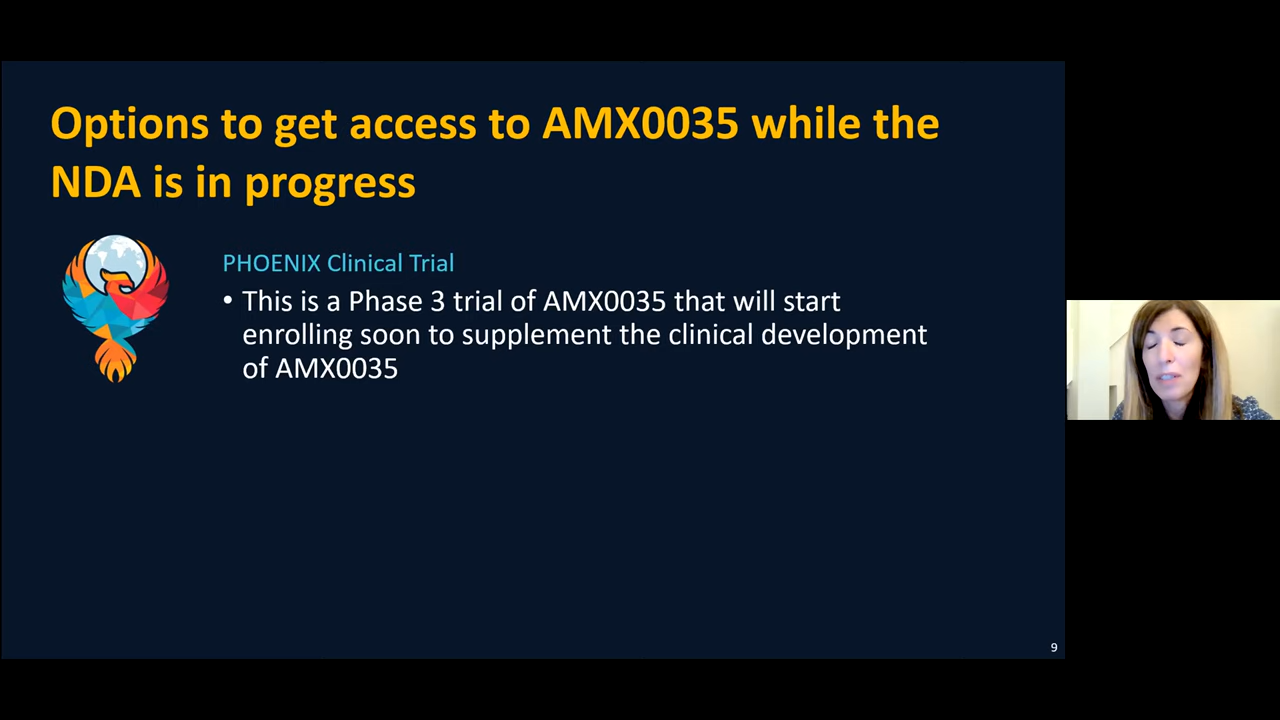 Options to get access to AMX0035 while the
NDA is in progress
PHOENIX Clinical Trial
• This is a Phase 3 trial of AMX0035 that will start
enrolling soon to supplement the clinical development
of AMX0035
9